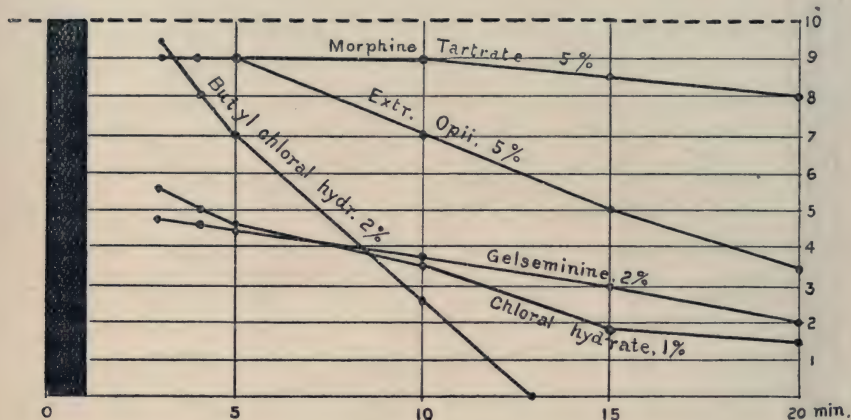 10
Morphine Tartrate 5%
9
8
Butyl chloral hydr. 2%
Extr. Opii. 5%
7
6
5
4
Gelseminine, 2%
3
Chloral hydrate, 1%
2
1
0 5 10 15 20 min.